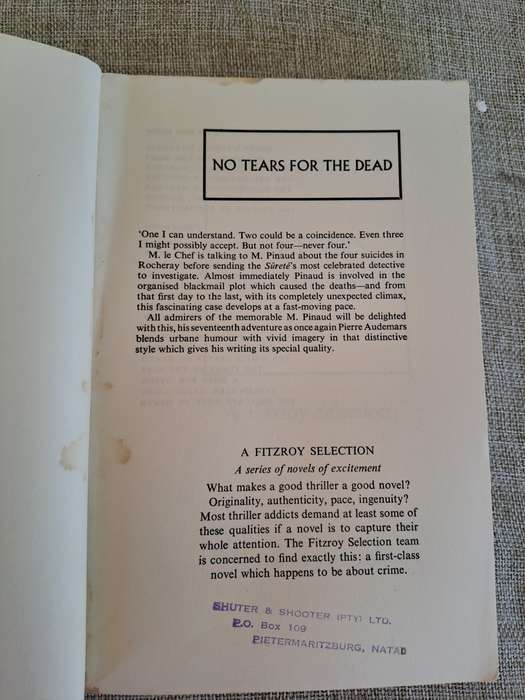 NO TEARS FOR THE DEAD
'One I can understand. Two could be a coincidence. Even three
I might possibly accept. But not four—never four.'
M. le Chef is talking to M. Pinaud about the four suicides in
Rocheray before sending the Sûreté's most celebrated detective
to investigate. Almost immediately Pinaud is involved in the
organised blackmail plot which caused the deaths—and from
that first day to the last, with its completely unexpected climax,
this fascinating case develops at a fast-moving pace.
All admirers of the memorable M. Pinaud will be delighted
with this, his seventeenth adventure as once again Pierre Audemars
blends urbane humour with vivid imagery in that distinctive
style which gives his writing its special quality.
A FITZROY SELECTION
A series of novels of excitement
What makes a good thriller a good novel?
Originality, authenticity, pace, ingenuity?
Most thriller addicts demand at least some of
these qualities if a novel is to capture their
whole attention. The Fitzroy Selection team
is concerned to find exactly this: a first-class
novel which happens to be about crime.
SHUTER & SHOOTER (PTY) LTD.
P.O. Box 109
PIETERMARITZBURG, NATAL